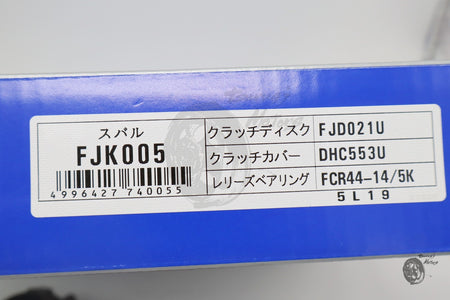 スバル
FJK005
4996427 740055
クラッチディスク FJD021U
クラッチカバー DHC553U
レリーズベアリング FCR44-14/5K
5L19